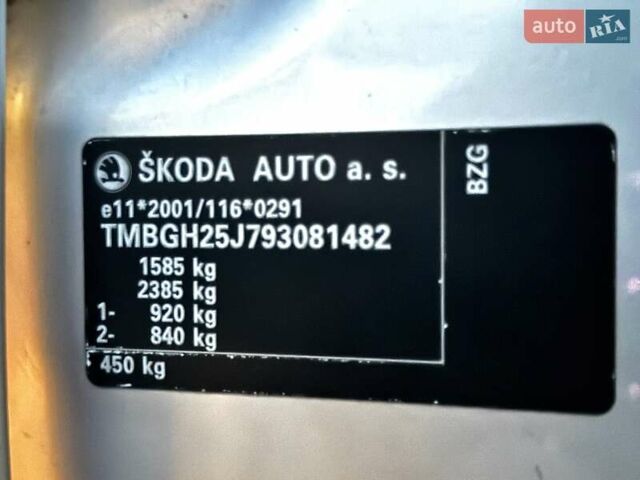 auto RIA.com
ŠKODA AUTO a. s.
BZG
e11*2001/116*0291
TMBGH25J793081482
1585 kg
2385 kg
1- 920 kg
2- 840 kg
450 kg